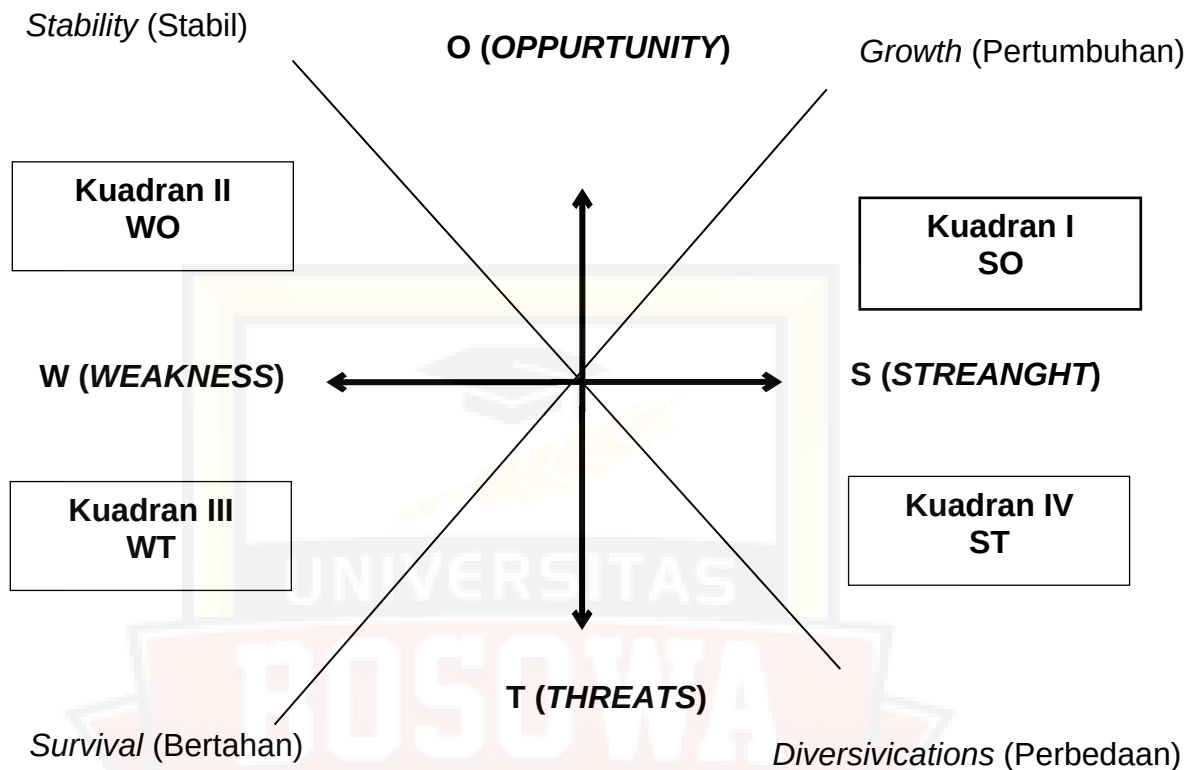 Stability (Stabil)
O (OPPURTUNITY)
Growth (Pertumbuhan)
Kuadran II
WO
Kuadran I
SO
W (WEAKNESS)
S (STREANGHT)
Kuadran III
WT
Kuadran IV
ST
UNIVERSITAS
BOSOWA
T (THREATS)
Survival (Bertahan)
Diversivications (Perbedaan)